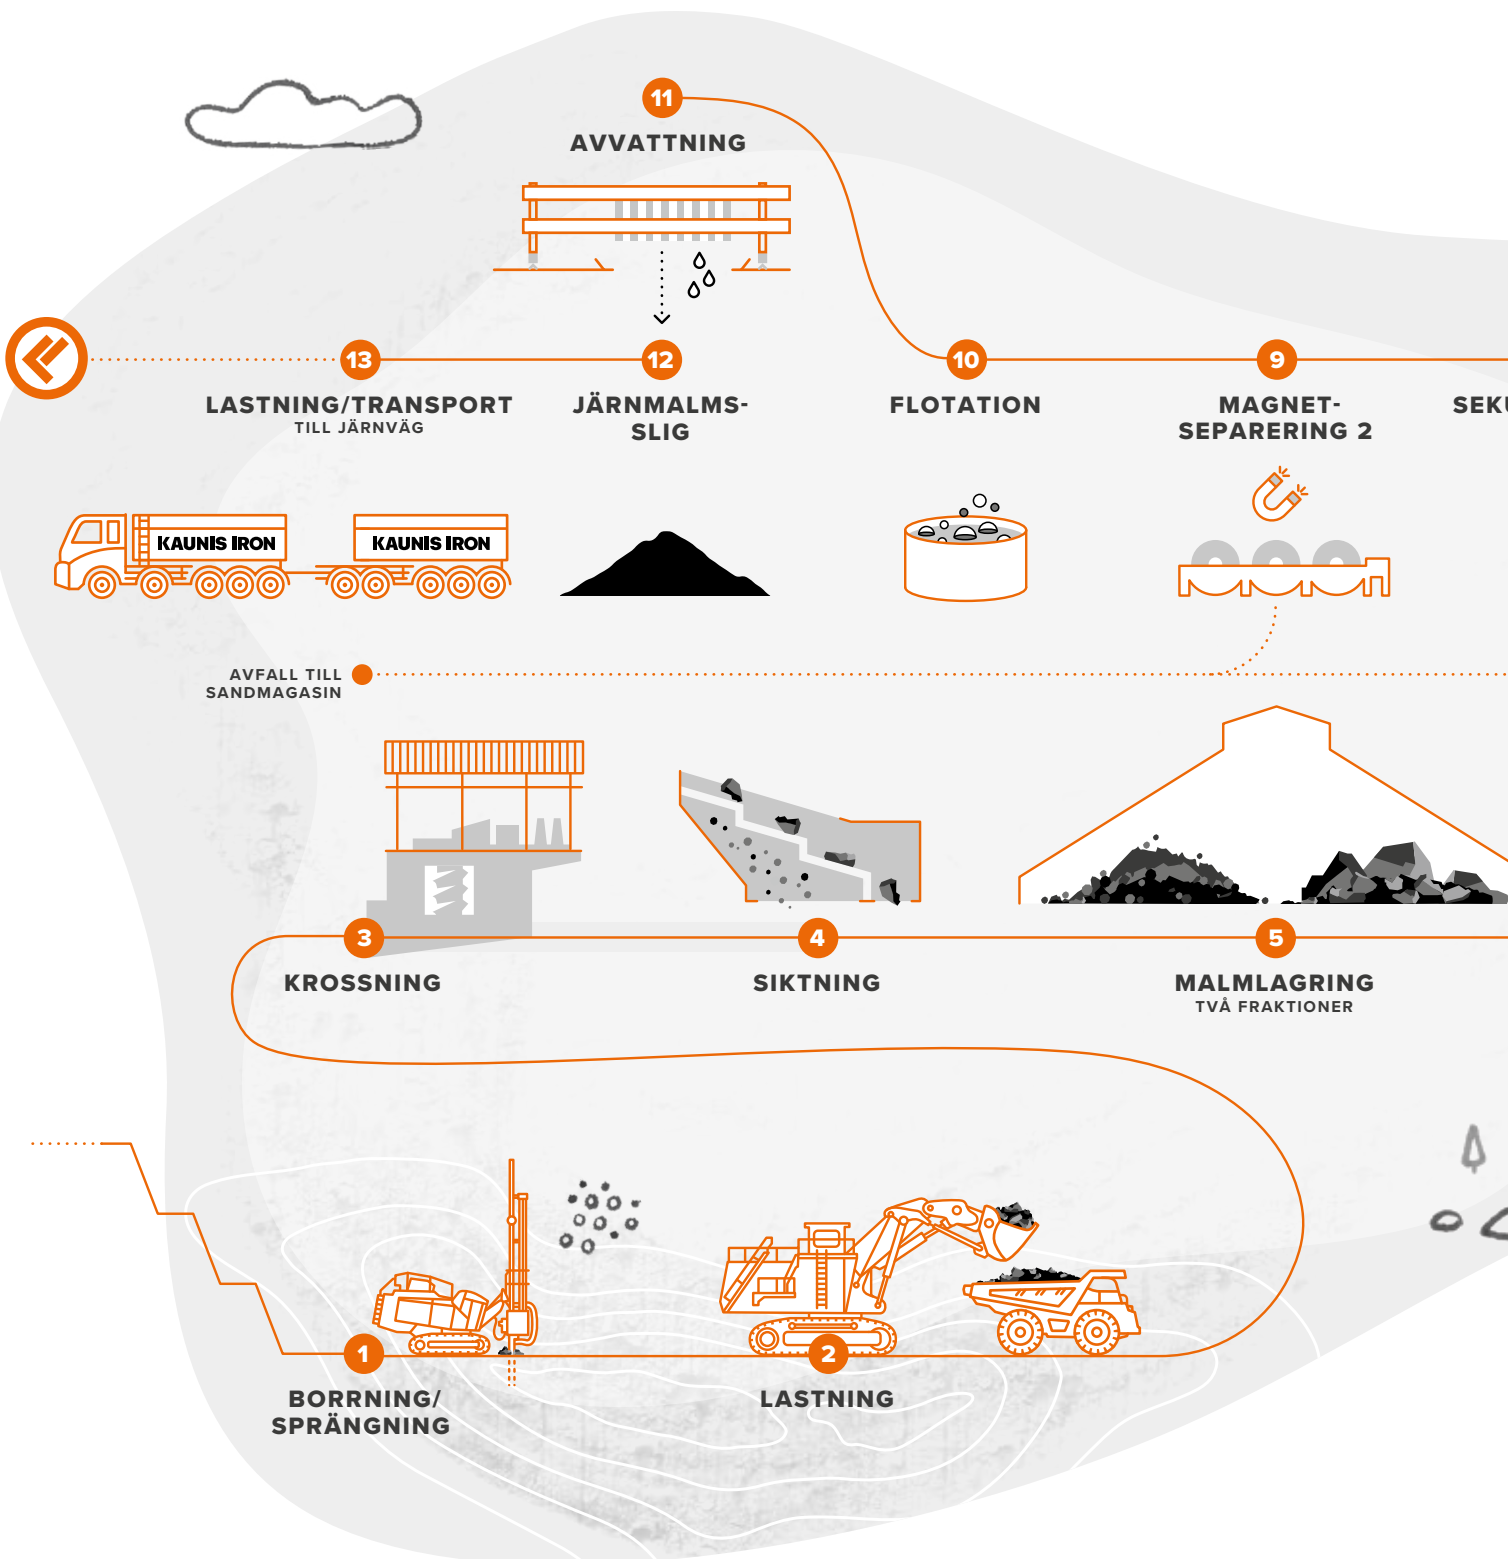 11
AVVATTNING
13
LASTNING/TRANSPORT
TILL JÄRNVÄG
12
JÄRNMALMS-
SLIG
10
FLOTATION
9
MAGNET-
SEPARERING 2
KAUNIS IRON
KAUNIS IRON
AVFALL TILL
SANDMAGASIN
3
KROSSNING
4
SIKTNING
5
MALMLAGRING
TVÅ FRAKTIONER
1
BORRNING/
SPRÄNGNING
2
LASTNING